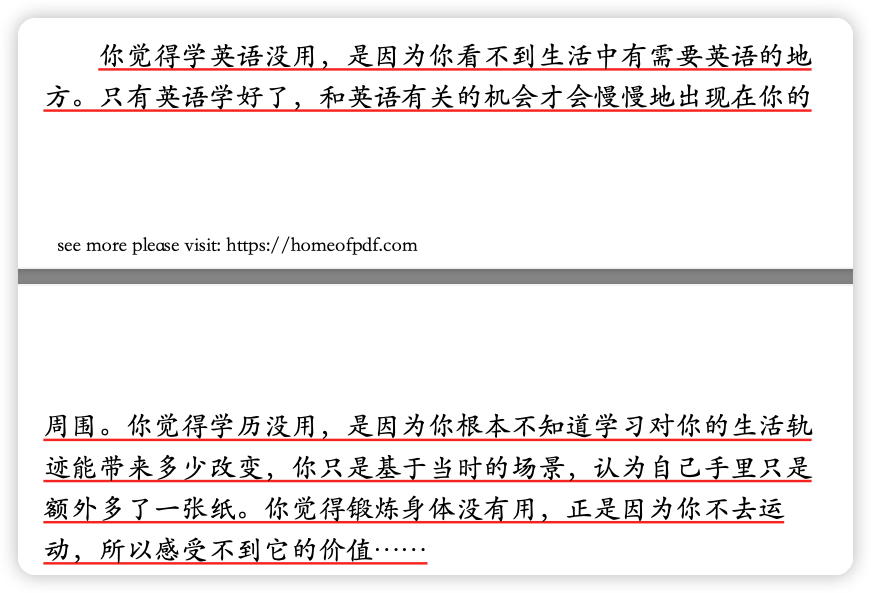 你觉得学英语没用，是因为你看不到生活中有需要英语的地
方。只有英语学好了，和英语有关的机会才会慢慢地出现在你的
see more please visit: https://homeofpdf.com
周围。你觉得学历没用，是因为你根本不知道学习对你的生活轨
迹能带来多少改变，你只是基于当时的场景，认为自己手里只是
额外多了一张纸。你觉得锻炼身体没有用，正是因为你不去运
动，所以感受不到它的价值……